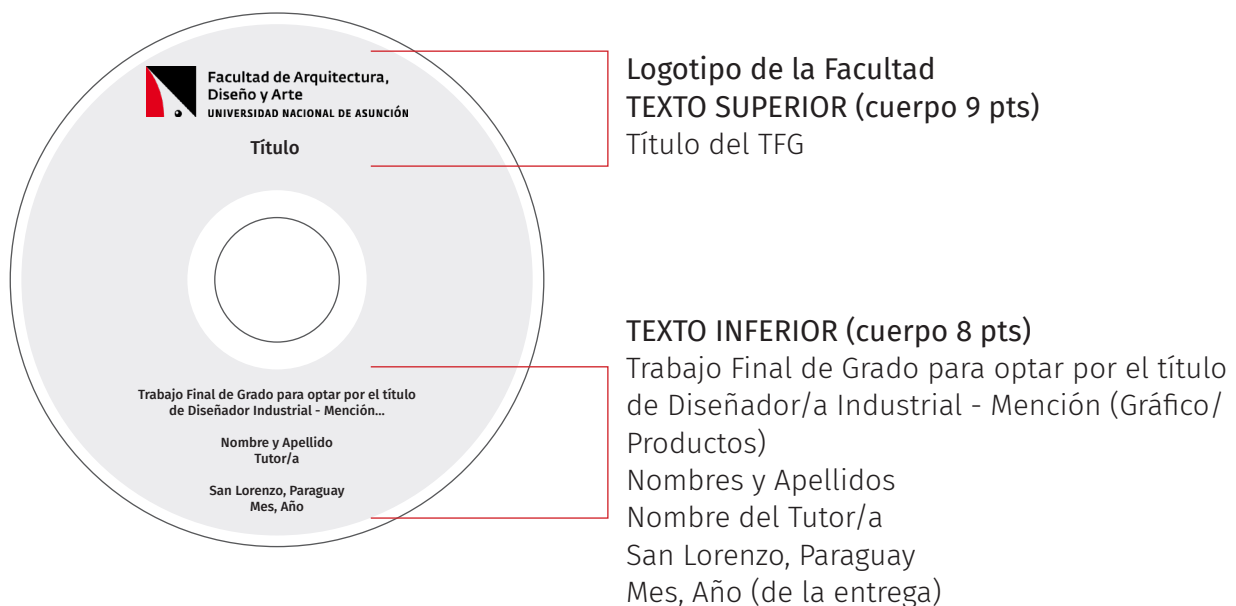 Facultad de Arquitectura,
Diseño y Arte
UNIVERSIDAD NACIONAL DE ASUNCIÓN
Título
Trabajo Final de Grado para optar por el título
de Diseñador Industrial - Mención...
Nombre y Apellido
Tutor/a
San Lorenzo, Paraguay
Mes, Año
Logotipo de la Facultad
TEXTO SUPERIOR (cuerpo 9 pts)
Título del TFG
TEXTO INFERIOR (cuerpo 8 pts)
Trabajo Final de Grado para optar por el título
de Diseñador/a Industrial - Mención (Gráfico/
Productos)
Nombres y Apellidos
Nombre del Tutor/a
San Lorenzo, Paraguay
Mes, Año (de la entrega)